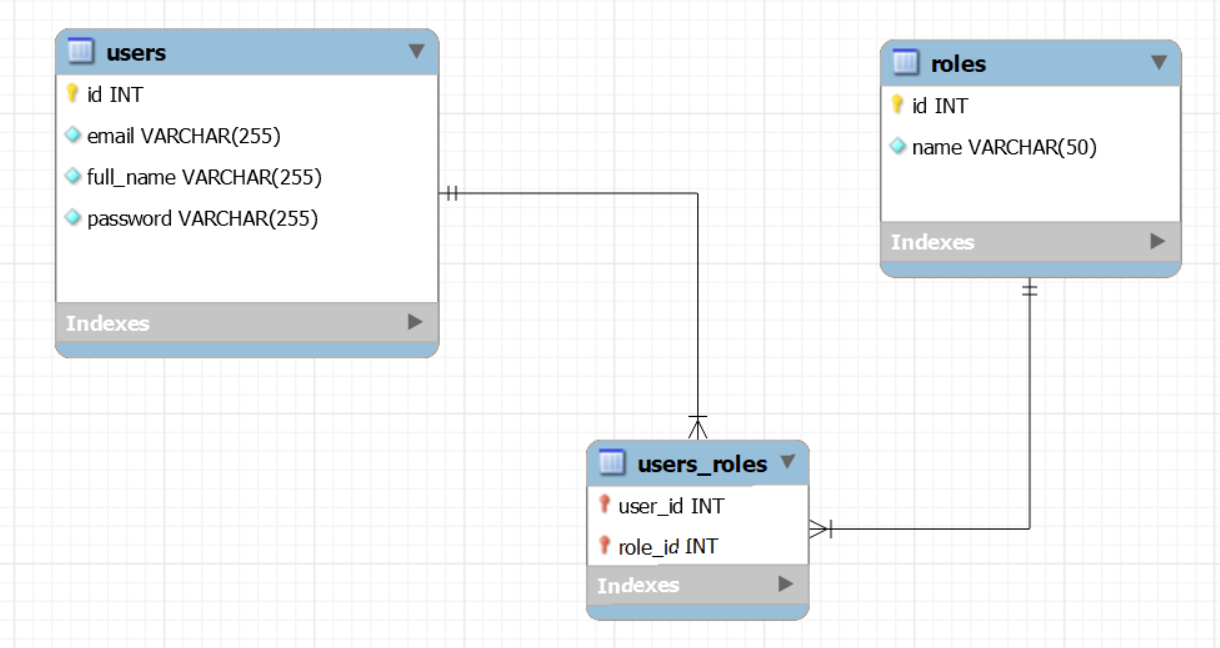 users
id INT
email VARCHAR(255)
full_name VARCHAR(255)
password VARCHAR(255)
Indexes
roles
id INT
name VARCHAR(50)
Indexes
users_roles
user_id INT
role_id INT
Indexes